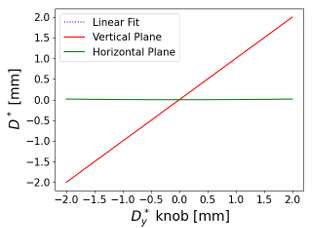 2.0
1.5
1.0
0.5
0.0
−0.5
−1.0
−1.5
−2.0
D* [mm]
Linear Fit
Vertical Plane
Horizontal Plane
−2.0 −1.5 −1.0 −0.5 0.0 0.5 1.0 1.5 2.0
D*y knob [mm]